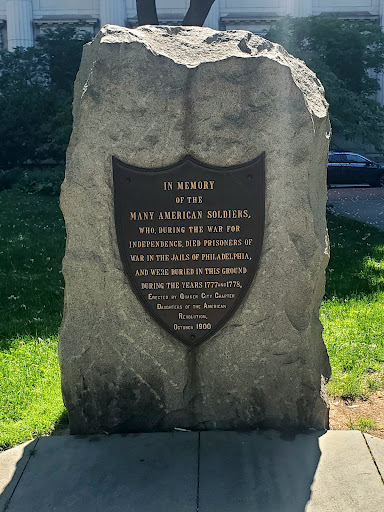 IN MEMORY
OF THE
MANY AMERICAN SOLDIERS,
WHO, DURING THE WAR FOR
INDEPENDENCE, DIED PRISONERS OF
WAR IN THE JAILS OF PHILADELPHIA,
AND WERE BURIED IN THIS GROUND
DURING THE YEARS 1777 AND 1778,
ERECTED BY QUAKER CITY CHAPTER
DAUGHTERS OF THE AMERICAN
REVOLUTION,
OCTOBER 1900